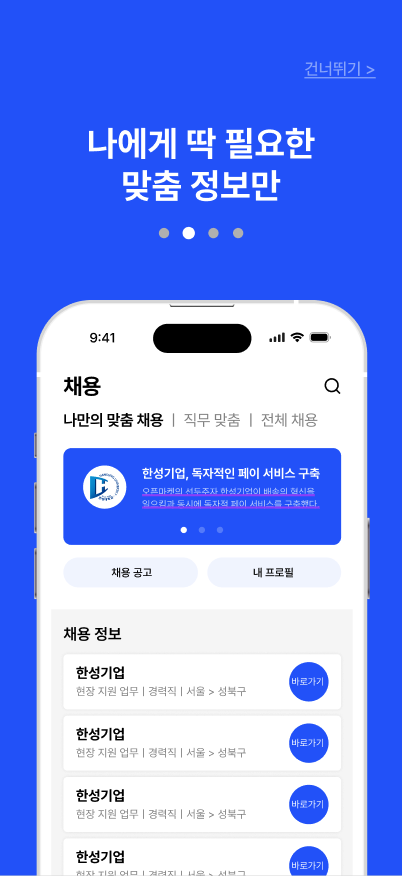 건너뛰기 >
나에게 딱 필요한
맞춤 정보만
9:41
채용
나만의 맞춤 채용 | 직무 맞춤 | 전체 채용
한성기업, 독자적인 페이 서비스 구축
오픈마켓의 선두주자 한성기업이 배송의 혁신을
일으킴과 동시에 독자적 페이 서비스를 구축했다.
채용 공고
내 프로필
채용 정보
한성기업
현장 지원 업무 | 경력직 | 서울 > 성북구
바로가기
한성기업
현장 지원 업무 | 경력직 | 서울 > 성북구
바로가기
한성기업
현장 지원 업무 | 경력직 | 서울 > 성북구
바로가기
한성기업
현장 지원 업무 | 경력직 | 서울 > 성북구
바로가기